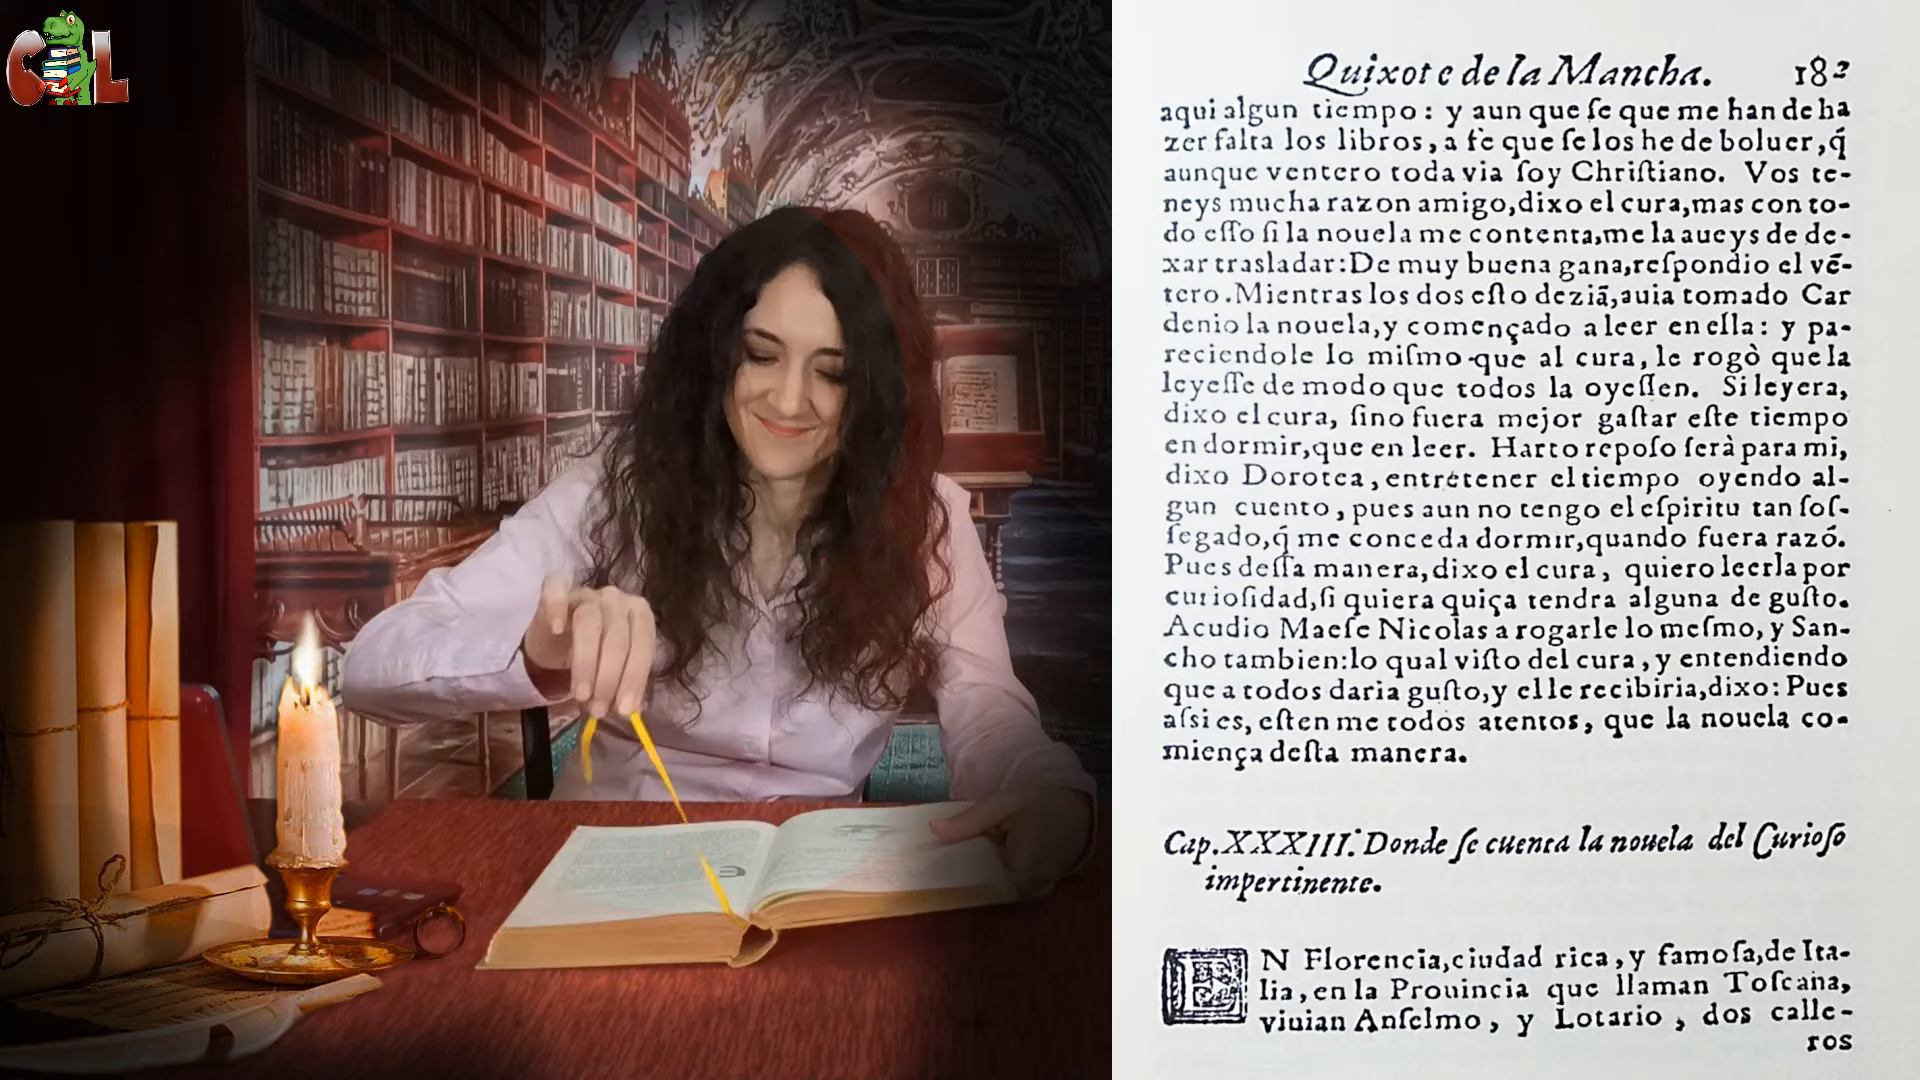 CL
Quixote de la Mancha. 182
aqui algun tiempo: y aun que ſe que me han de ha
zer falta los libros, a fe que ſe los he de boluer, q́
aunque ventero toda via ſoy Chriſtiano. Vos te-
neys mucha razon amigo, dixo el cura, mas con to-
do eſſo ſi la nouela me contenta, me la aueys de de-
xar trasladar: De muy buena gana, reſpondio el vẽ-
tero. Mientras los dos eſto deziã, auia tomado Car
denio la nouela, y començado a leer en ella: y pa-
reciendole lo miſmo que al cura, le rogò que la
leyeſſe de modo que todos la oyeſſen. Si leyera,
dixo el cura, ſino fuera mejor gaſtar eſte tiempo
en dormir, que en leer. Harto repoſo ſerà para mi,
dixo Dorotea, entretener el tiempo oyendo al-
gun cuento, pues aun no tengo el eſpiritu tan ſoſ-
ſegado, q́ me conceda dormir, quando fuera razó.
Pues deſſa manera, dixo el cura, quiero leerla por
curioſidad, ſi quiera quiça tendra alguna de guſto.
Acudio Maeſe Nicolas a rogarle lo meſmo, y San-
cho tambien: lo qual viſto del cura, y entendiendo
que a todos daria guſto, y el le recibiria, dixo: Pues
aſsi es, eſten me todos atentos, que la nouela co-
miença deſta manera.
Cap. XXXIII. Donde ſe cuenta la nouela del Curioſo
impertinente.
EN Florencia, ciudad rica, y famoſa, de Ita-
lia, en la Prouincia que llaman Toſcana,
viuian Anſelmo, y Lotario, dos calle-
ros